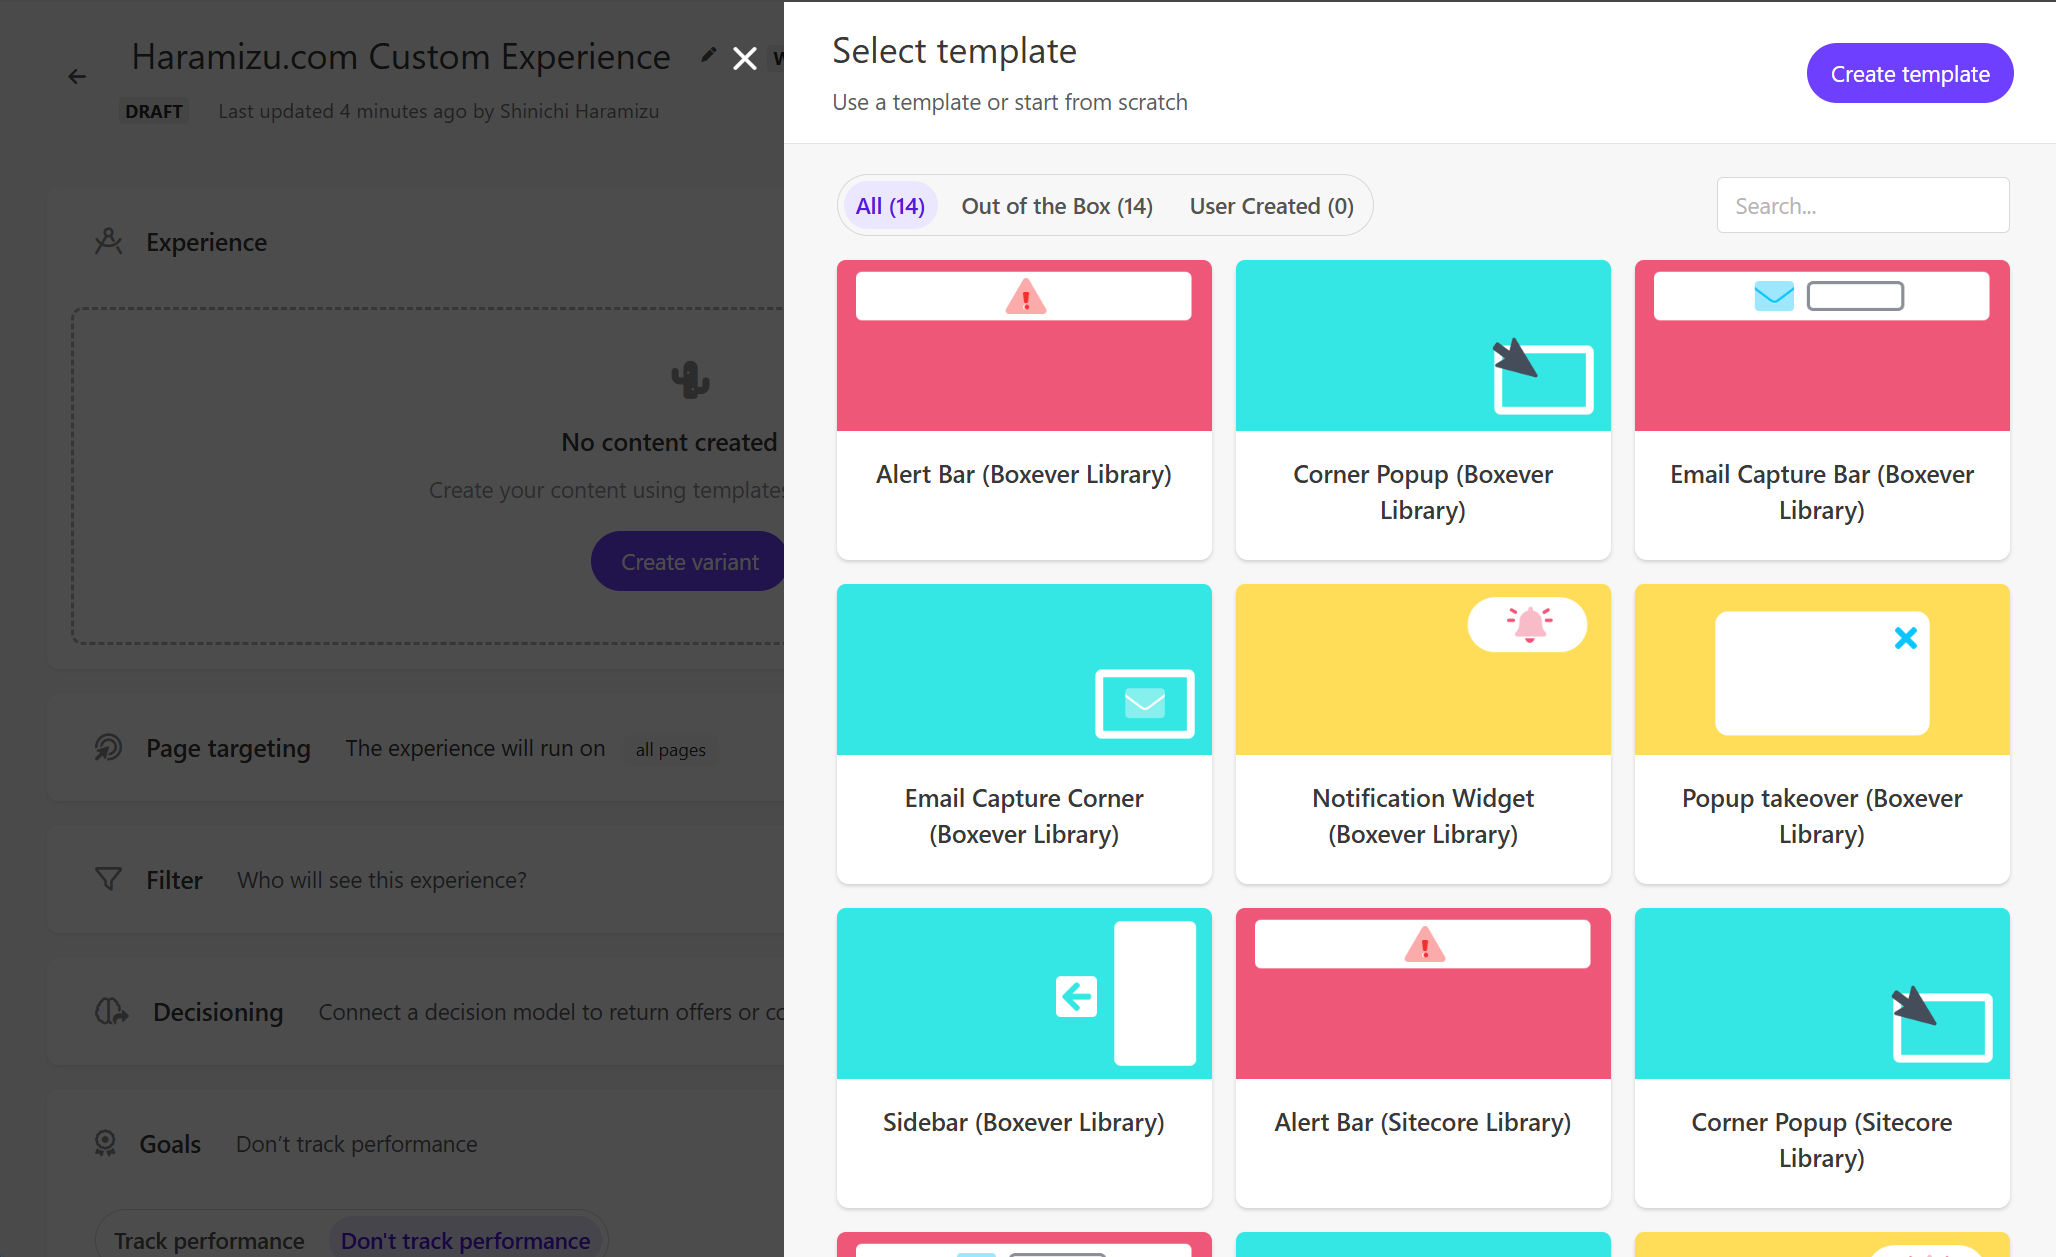 Haramizu.com Custom Experience
DRAFT
Last updated 4 minutes ago by Shinichi Haramizu
Experience
No content created
Create your content using templates
Create variant
Page targeting
The experience will run on
all pages
Filter
Who will see this experience?
Decisioning
Connect a decision model to return offers or
Goals
Don't track performance
Track performance
Don't track performance
Select template
Use a template or start from scratch
Create template
All (14)
Out of the Box (14)
User Created (0)
Search...
Alert Bar (Boxever Library)
Corner Popup (Boxever
Library)
Email Capture Bar (Boxever
Library)
Email Capture Corner
(Boxever Library)
Notification Widget
(Boxever Library)
Popup takeover (Boxever
Library)
Sidebar (Boxever Library)
Alert Bar (Sitecore Library)
Corner Popup (Sitecore
Library)